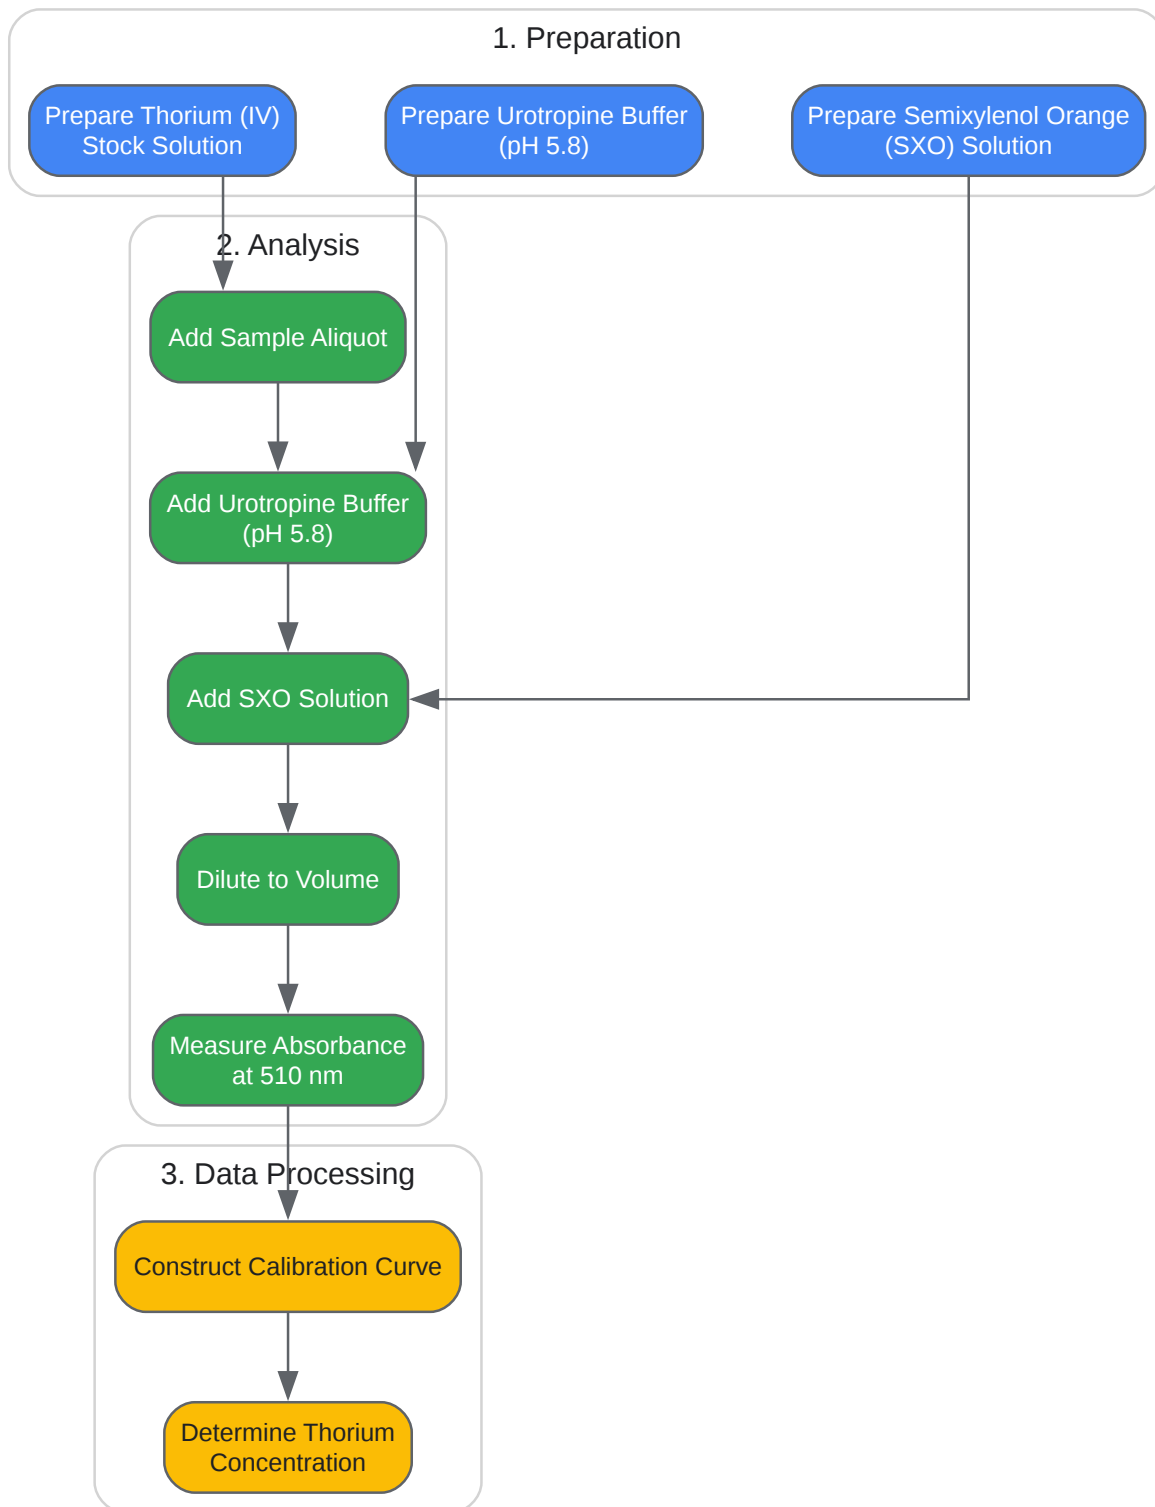 1. Preparation
Prepare Thorium (IV)
Stock Solution
Prepare Urotropine Buffer
(pH 5.8)
Prepare Semixylenol Orange
(SXO) Solution
2. Analysis
Add Sample Aliquot
Add Urotropine Buffer
(pH 5.8)
Add SXO Solution
Dilute to Volume
Measure Absorbance
at 510 nm
3. Data Processing
Construct Calibration Curve
Determine Thorium
Concentration